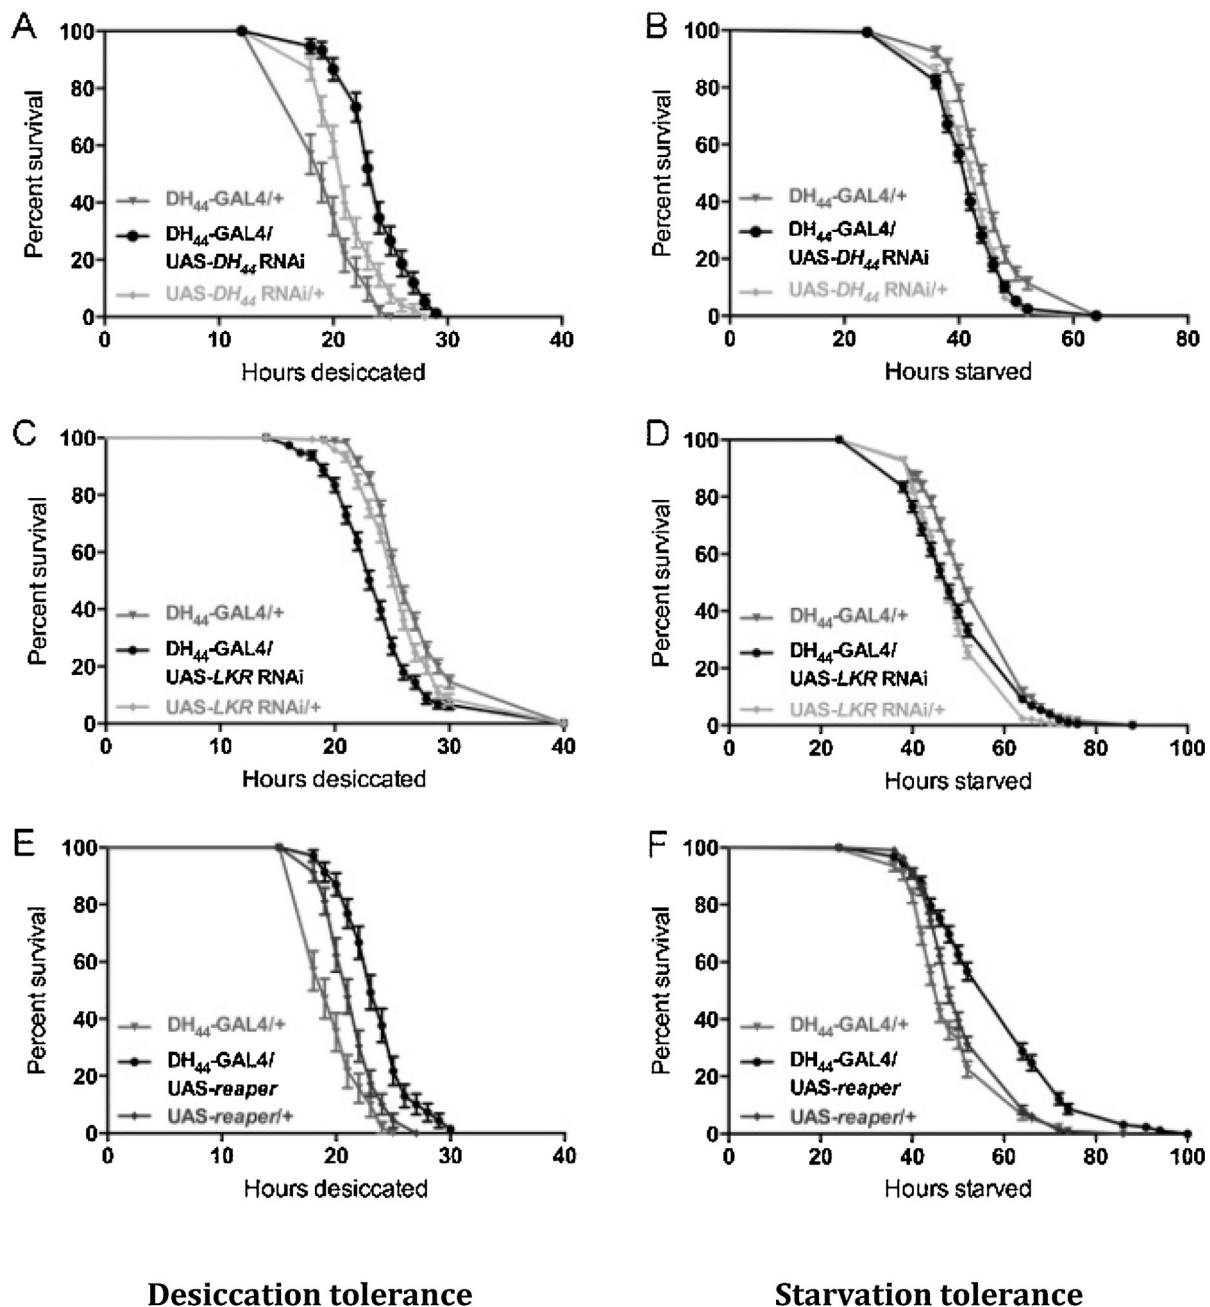 A
Percent survival
100
80
60
40
20
0
DH44-GAL4/+
DH44-GAL4/
UAS-DH44 RNAi
UAS-DH44 RNAi/+
0 10 20 30 40
Hours desiccated
B
Percent survival
100
80
60
40
20
0
DH44-GAL4/+
DH44-GAL4/
UAS-DH44 RNAi
UAS-DH44 RNAi/+
0 20 40 60 80
Hours starved
C
Percent survival
100
80
60
40
20
0
DH44-GAL4/+
DH44-GAL4/
UAS-LKR RNAi
UAS-LKR RNAi/+
0 10 20 30 40
Hours desiccated
D
Percent survival
100
80
60
40
20
0
DH44-GAL4/+
DH44-GAL4/
UAS-LKR RNAi
UAS-LKR RNAi/+
0 20 40 60 80 100
Hours starved
E
Percent survival
100
80
60
40
20
0
DH44-GAL4/+
DH44-GAL4/
UAS-reaper
UAS-reaper/+
0 10 20 30 40
Hours desiccated
F
Percent survival
100
80
60
40
20
0
DH44-GAL4/+
DH44-GAL4/
UAS-reaper
UAS-reaper/+
0 20 40 60 80 100
Hours starved
Desiccation tolerance
Starvation tolerance